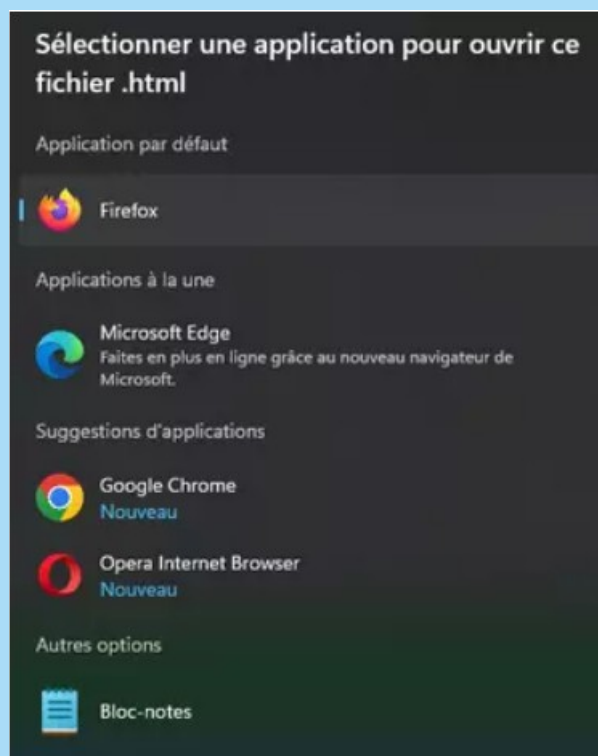 Sélectionner une application pour ouvrir ce
fichier .html
Application par défaut
Firefox
Applications à la une
Microsoft Edge
Faites en plus en ligne grâce au nouveau navigateur de
Microsoft.
Suggestions d'applications
Google Chrome
Nouveau
Opera Internet Browser
Nouveau
Autres options
Bloc-notes